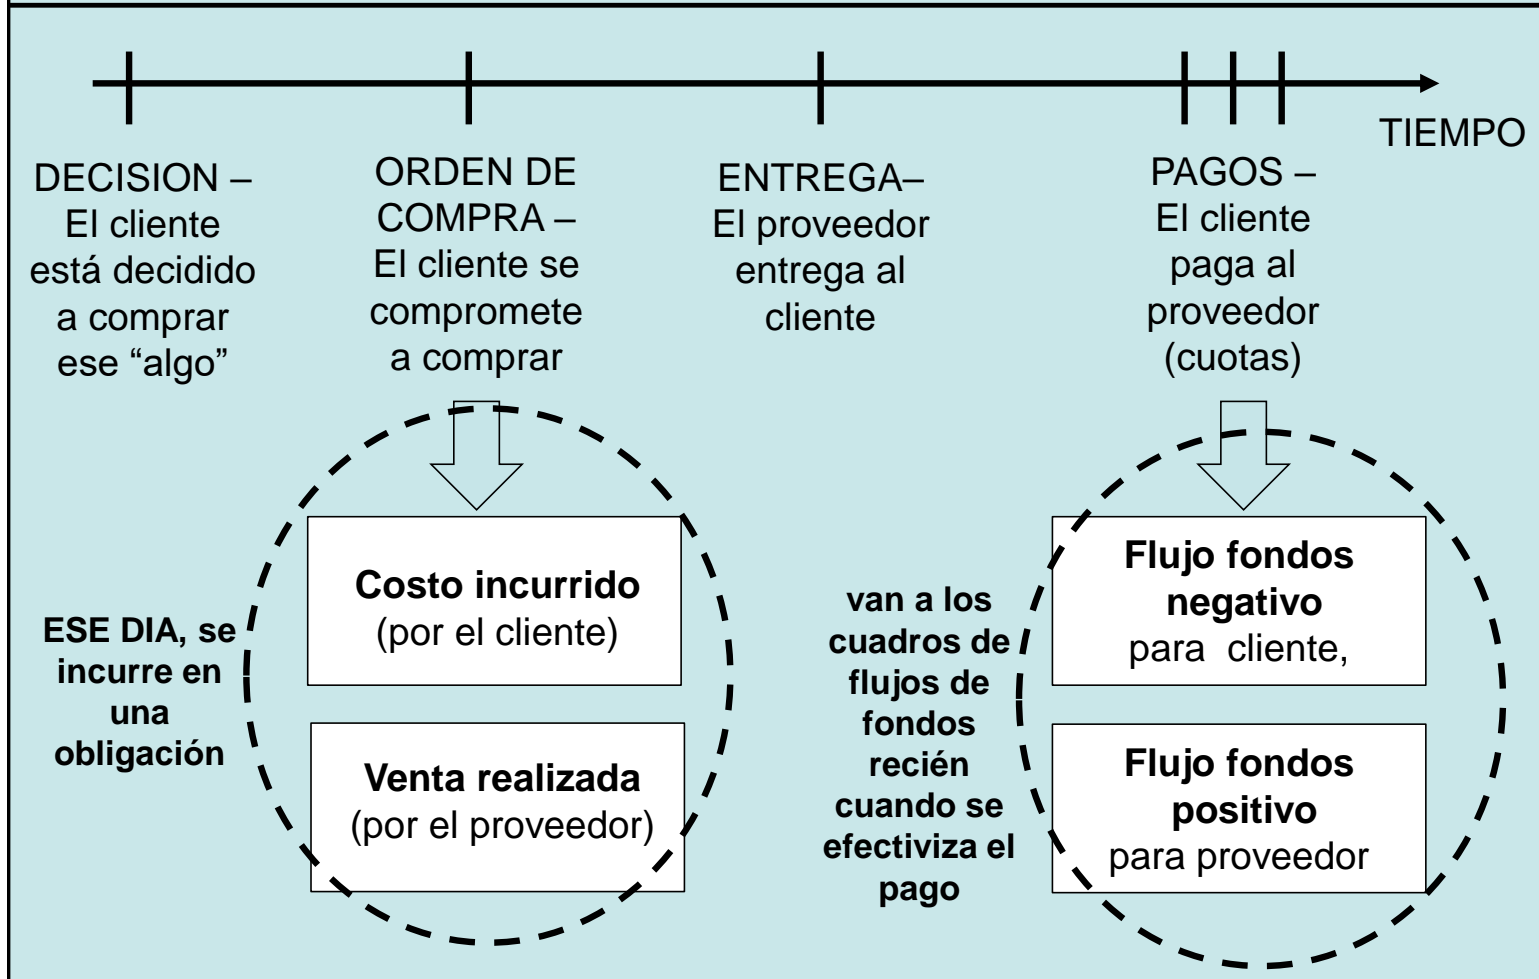 TIEMPO
DECISION –
El cliente
está decidido
a comprar
ese “algo”
ORDEN DE
COMPRA –
El cliente se
compromete
a comprar
ENTREGA–
El proveedor
entrega al
cliente
PAGOS –
El cliente
paga al
proveedor
(cuotas)
ESE DIA, se
incurre en
una
obligación
Costo incurrido
(por el cliente)
Venta realizada
(por el proveedor)
van a los
cuadros de
flujos de
fondos
recién
cuando se
efectiviza el
pago
Flujo fondos
negativo
para cliente,
Flujo fondos
positivo
para proveedor